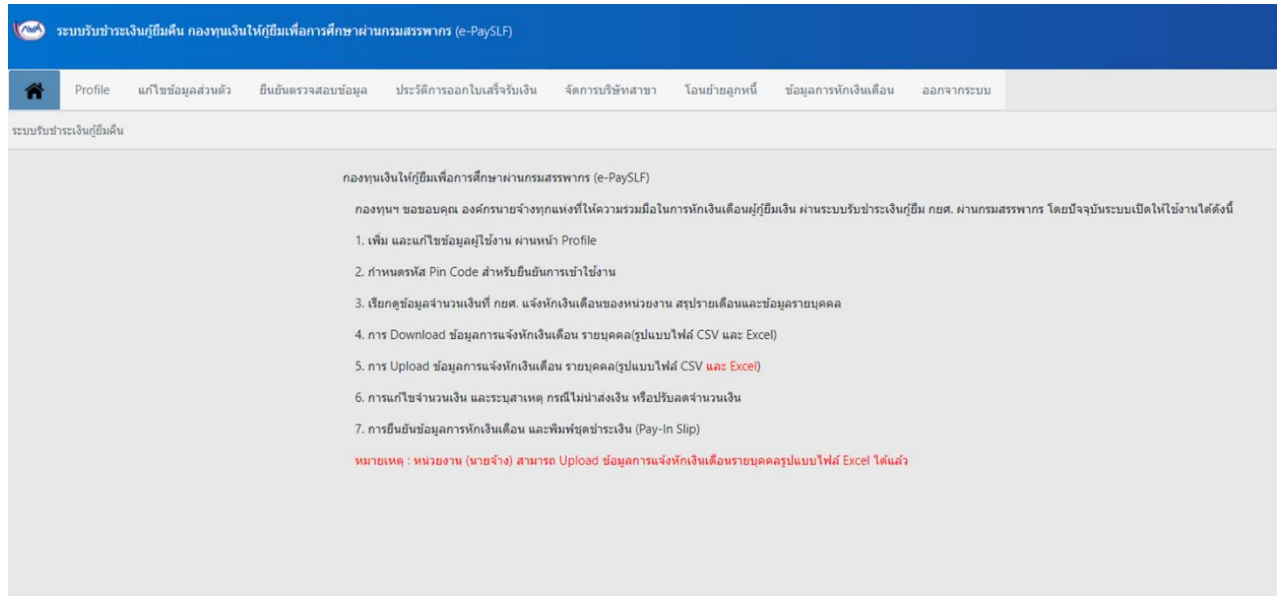 ระบบรับชำระเงินกู้ยืมคืน กองทุนเงินให้กู้ยืมเพื่อการศึกษาผ่านกรมสรรพากร (e-PaySLF)
Profile แก้ไขข้อมูลส่วนตัว ยืนยันตรวจสอบข้อมูล ประวัติการออกใบเสร็จรับเงิน จัดการบริษัทสาขา โอนย้ายลูกหนี้ ข้อมูลการหักเงินเดือน ออกจากระบบ
ระบบรับชำระเงินกู้ยืมคืน
กองทุนเงินให้กู้ยืมเพื่อการศึกษาผ่านกรมสรรพากร (e-PaySLF)
กองทุนฯ ขอขอบคุณ องค์กรนายจ้างทุกแห่งที่ให้ความร่วมมือในการหักเงินเดือนผู้กู้ยืมเงิน ผ่านระบบรับชำระเงินกู้ยืม กยศ. ผ่านกรมสรรพากร โดยปัจจุบันระบบเปิดให้ใช้งานได้ดังนี้
1. เพิ่ม และแก้ไขข้อมูลผู้ใช้งาน ผ่านหน้า Profile
2. กำหนดรหัส Pin Code สำหรับยืนยันการเข้าใช้งาน
3. เรียกดูข้อมูลจำนวนเงินที่ กยศ. แจ้งหักเงินเดือนของหน่วยงาน สรุปรายเดือนและข้อมูลรายบุคคล
4. การ Download ข้อมูลการแจ้งหักเงินเดือน รายบุคคล(รูปแบบไฟล์ CSV และ Excel)
5. การ Upload ข้อมูลการแจ้งหักเงินเดือน รายบุคคล(รูปแบบไฟล์ CSV และ Excel)
6. การแก้ไขจำนวนเงิน และระบุสาเหตุ กรณีไม่นำส่งเงิน หรือปรับลดจำนวนเงิน
7. การยืนยันข้อมูลการหักเงินเดือน และพิมพ์ชุดชำระเงิน (Pay-In Slip)
หมายเหตุ : หน่วยงาน (นายจ้าง) สามารถ Upload ข้อมูลการแจ้งหักเงินเดือนรายบุคคลรูปแบบไฟล์ Excel ได้แล้ว